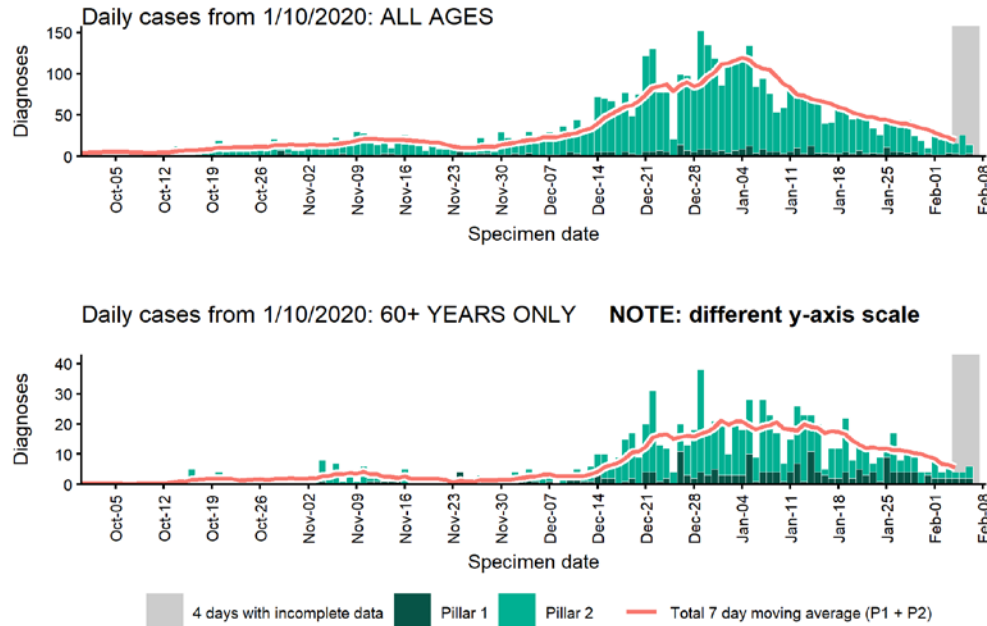 Daily cases from 1/10/2020: ALL AGES
150
100
50
0
Diagnoses
Oct-05 Oct-12 Oct-19 Oct-26 Nov-02 Nov-09 Nov-16 Nov-23 Nov-30 Dec-07 Dec-14 Dec-21 Dec-28 Jan-04 Jan-11 Jan-18 Jan-25 Feb-01 Feb-08
Specimen date
Daily cases from 1/10/2020: 60+ YEARS ONLY NOTE: different y-axis scale
40
30
20
10
0
Diagnoses
Oct-05 Oct-12 Oct-19 Oct-26 Nov-02 Nov-09 Nov-16 Nov-23 Nov-30 Dec-07 Dec-14 Dec-21 Dec-28 Jan-04 Jan-11 Jan-18 Jan-25 Feb-01 Feb-08
Specimen date
4 days with incomplete data Pillar 1 Pillar 2 Total 7 day moving average (P1 + P2)